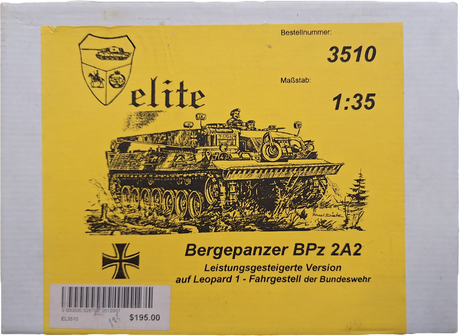 Bestellnummer:
3510
Maßstab:
1:35
elite
Bergepanzer BPz 2A2
Leistungsgesteigerte Version
auf Leopard 1 - Fahrgestell der Bundeswehr
EL3510
$195.00